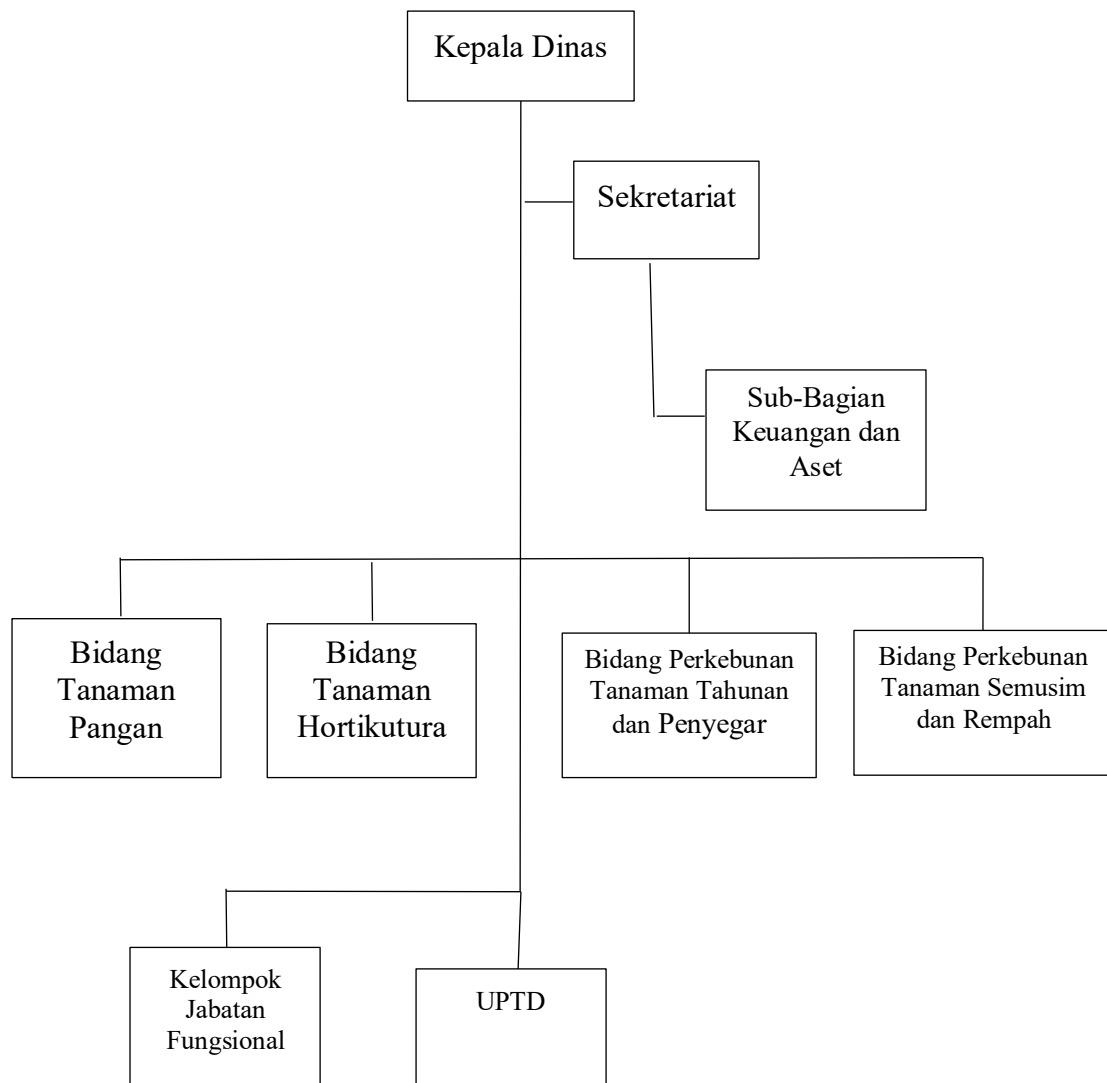 Kepala Dinas
Sekretariat
Sub-Bagian
Keuangan dan
Aset
Bidang
Tanaman
Pangan
Bidang
Tanaman
Hortikutura
Bidang Perkebunan
Tanaman Tahunan
dan Penyegar
Bidang Perkebunan
Tanaman Semusim
dan Rempah
Kelompok
Jabatan
Fungsional
UPTD